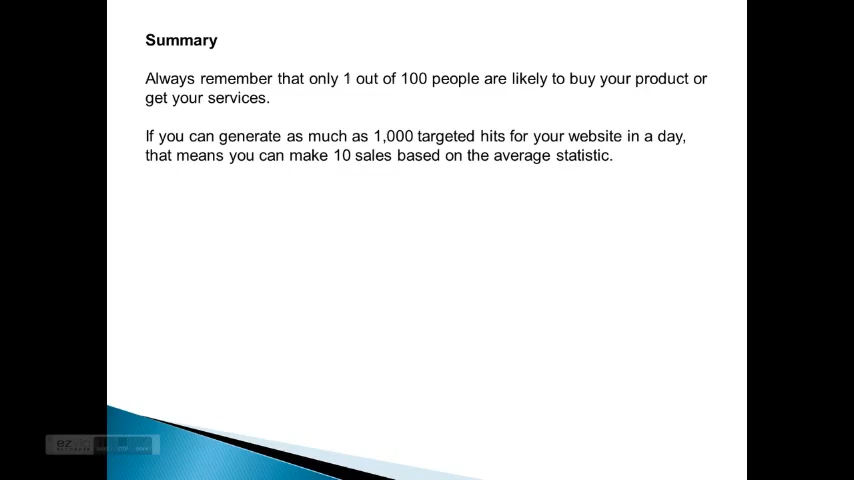 Summary
Always remember that only 1 out of 100 people are likely to buy your product or
get your services.
If you can generate as much as 1,000 targeted hits for your website in a day,
that means you can make 10 sales based on the average statistic.